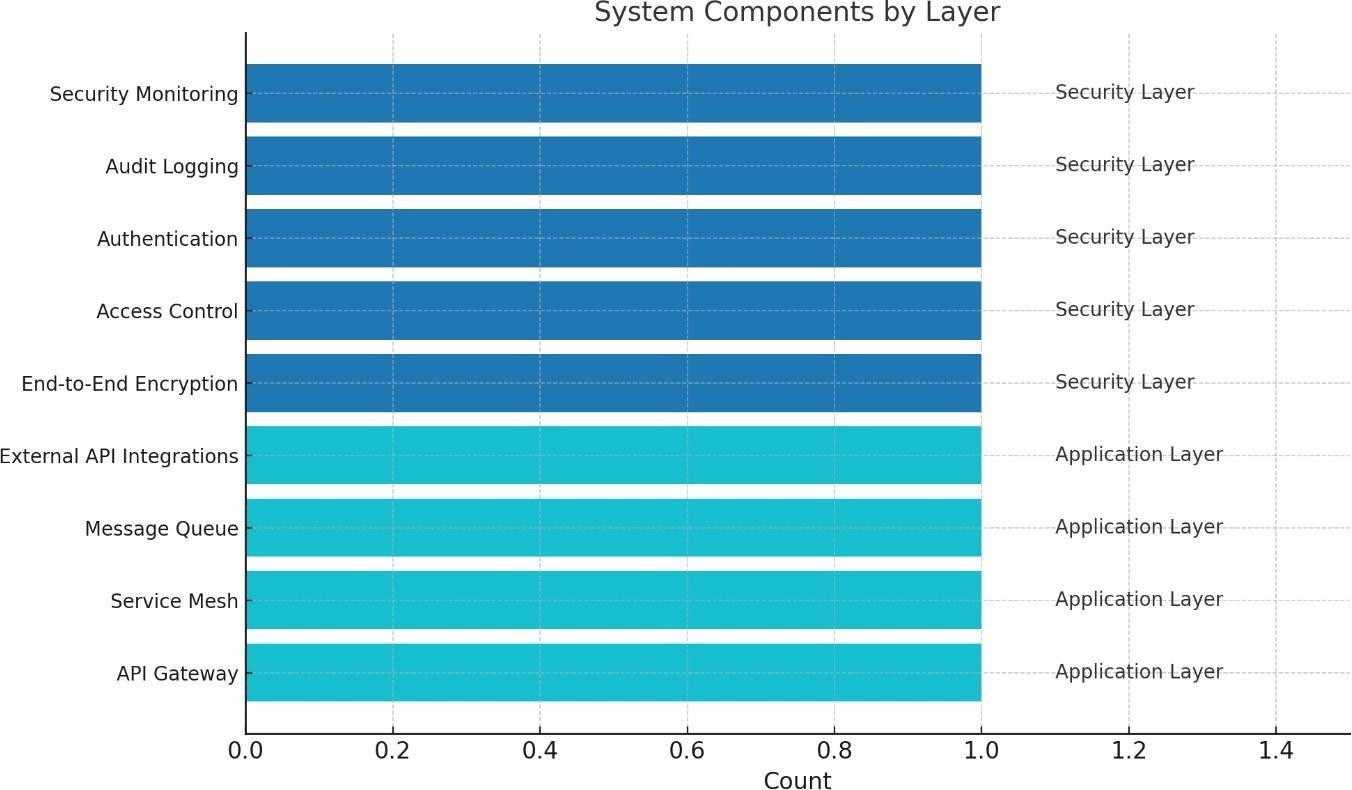 System Components by Layer
Security Monitoring Security Layer
Audit Logging Security Layer
Authentication Security Layer
Access Control Security Layer
End-to-End Encryption Security Layer
External API Integrations Application Layer
Message Queue Application Layer
Service Mesh Application Layer
API Gateway Application Layer
0.0 0.2 0.4 0.6 0.8 1.0 1.2 1.4
Count